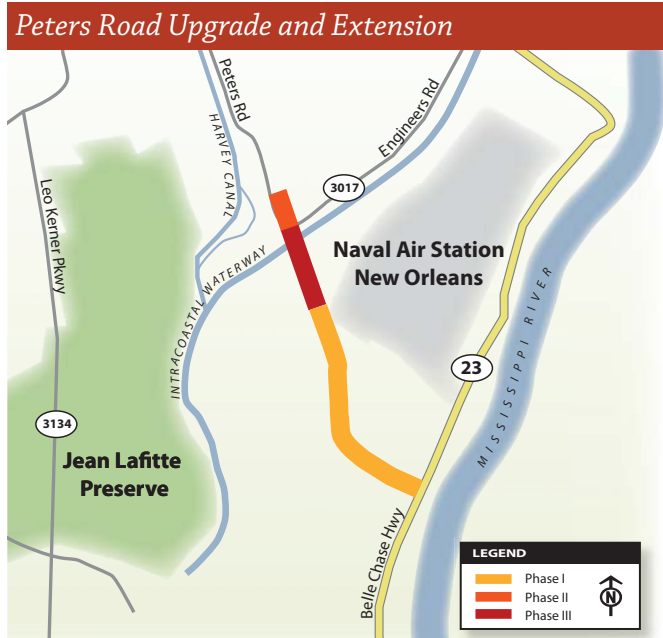 Peters Road Upgrade and Extension
Peters Rd
HARVEY CANAL
Engineers Rd
3017
Leo Kerner Pkwy
Naval Air Station
New Orleans
INTRACOASTAL WATERWAY
MISSISSIPPI RIVER
23
3134
Jean Lafitte
Preserve
Belle Chase Hwy
LEGEND
Phase I
Phase II
Phase III
N